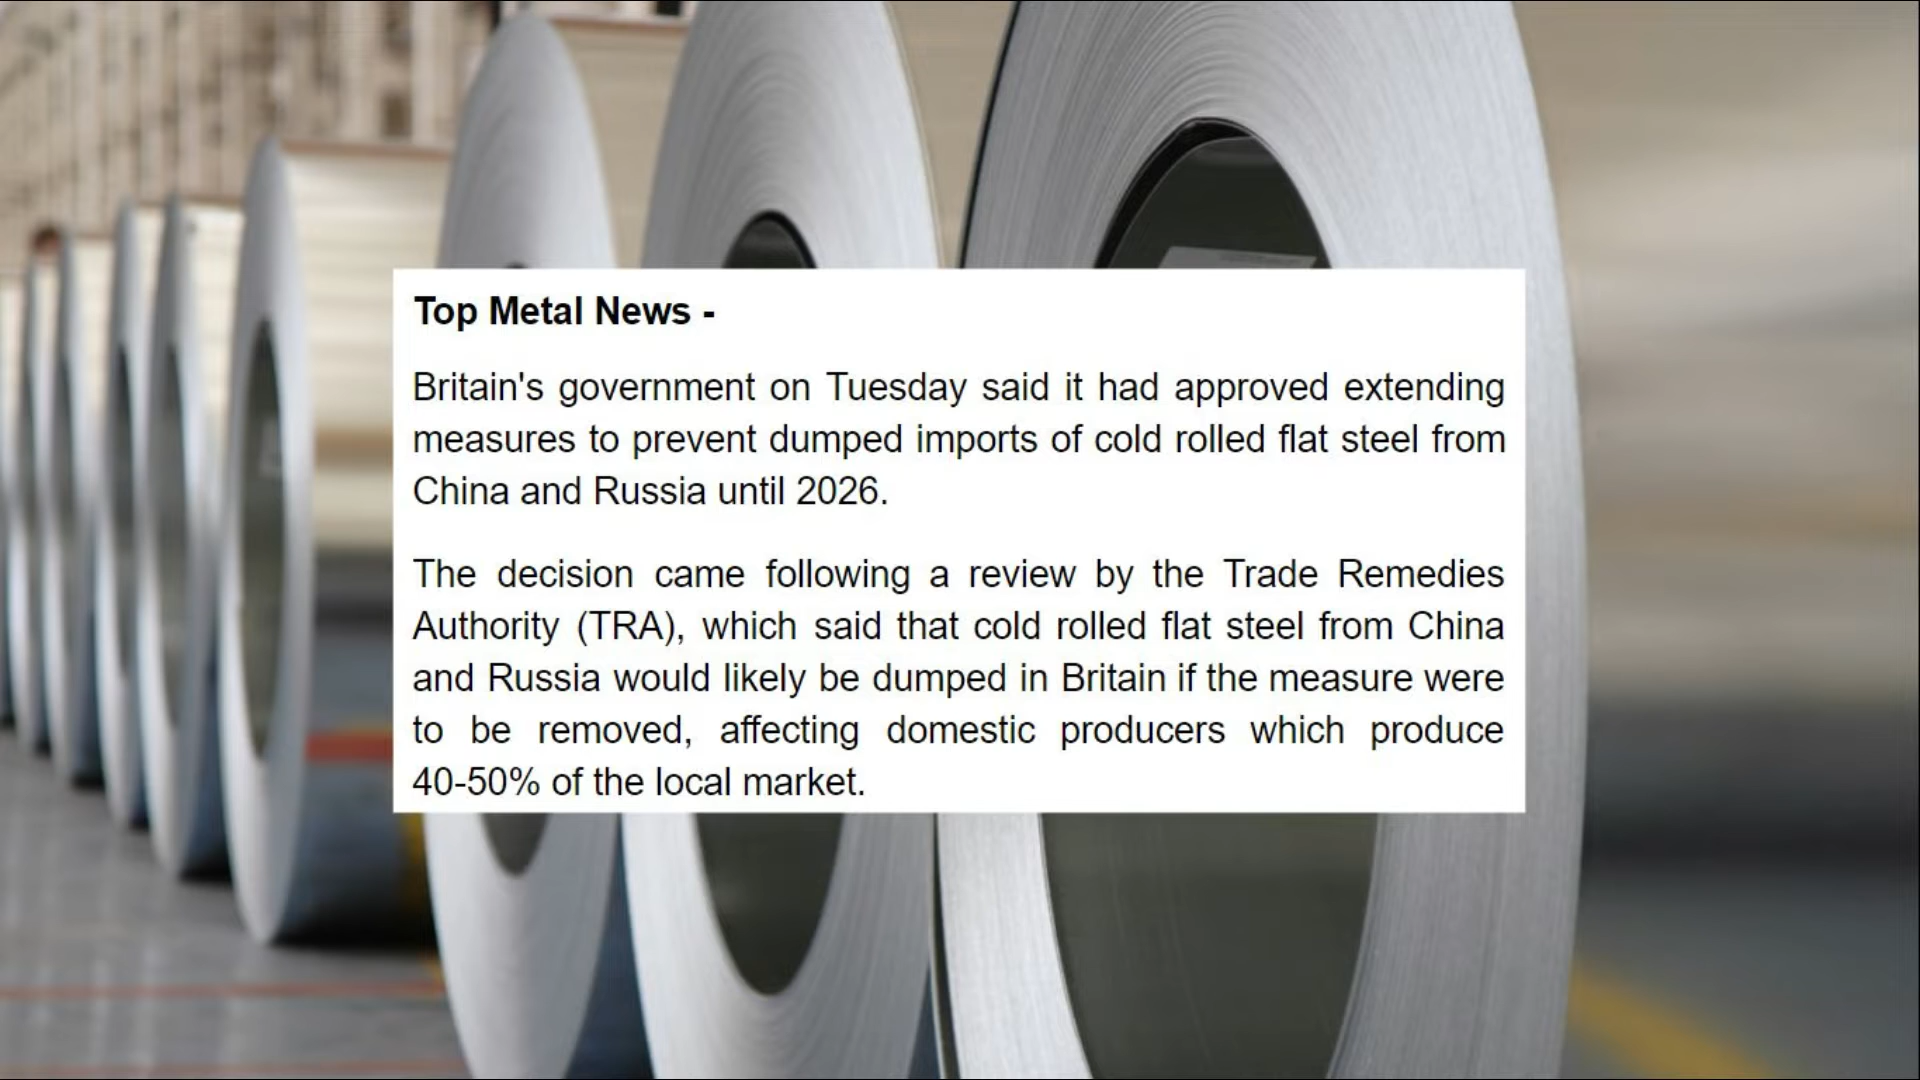 Top Metal News -
Britain's government on Tuesday said it had approved extending
measures to prevent dumped imports of cold rolled flat steel from
China and Russia until 2026.
The decision came following a review by the Trade Remedies
Authority (TRA), which said that cold rolled flat steel from China
and Russia would likely be dumped in Britain if the measure were
to be removed, affecting domestic producers which produce
40-50% of the local market.